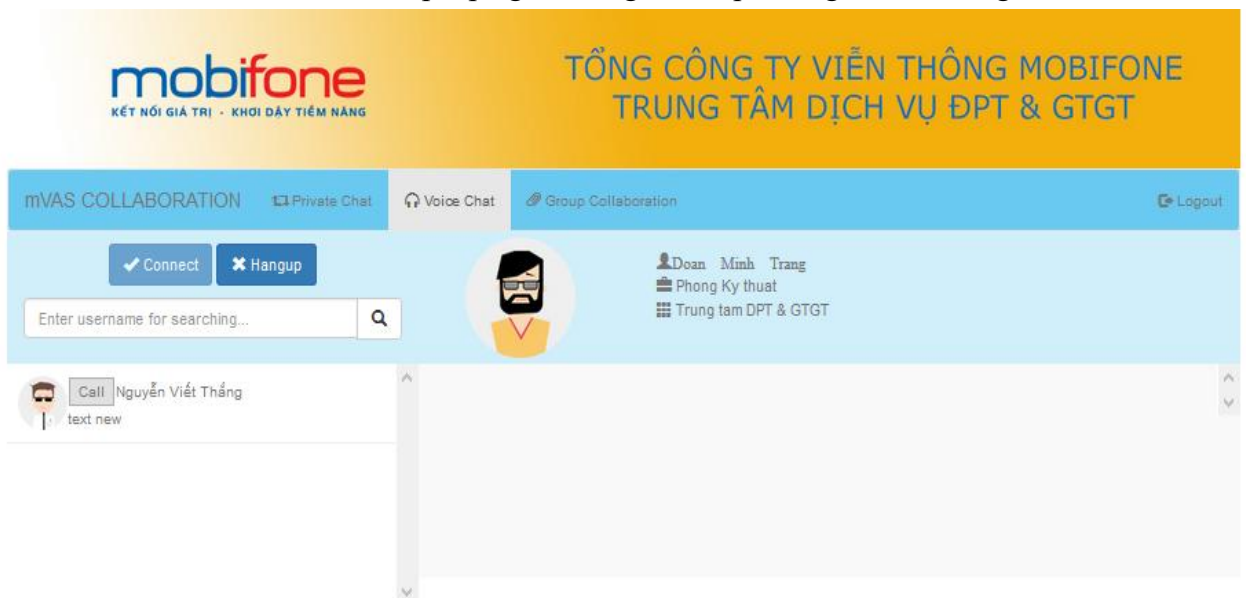 mobifone
KẾT NỐI GIÁ TRỊ - KHƠI DẬY TIỀM NĂNG
TỔNG CÔNG TY VIỄN THÔNG MOBIFONE
TRUNG TÂM DỊCH VỤ ĐPT & GTGT
mVAS COLLABORATION Private Chat Voice Chat Group Collaboration Logout
Connect Hangup
Enter username for searching...
Doan Minh Trang
Phong Ky thuat
Trung tam DPT & GTGT
Call Nguyễn Viết Thắng
text new